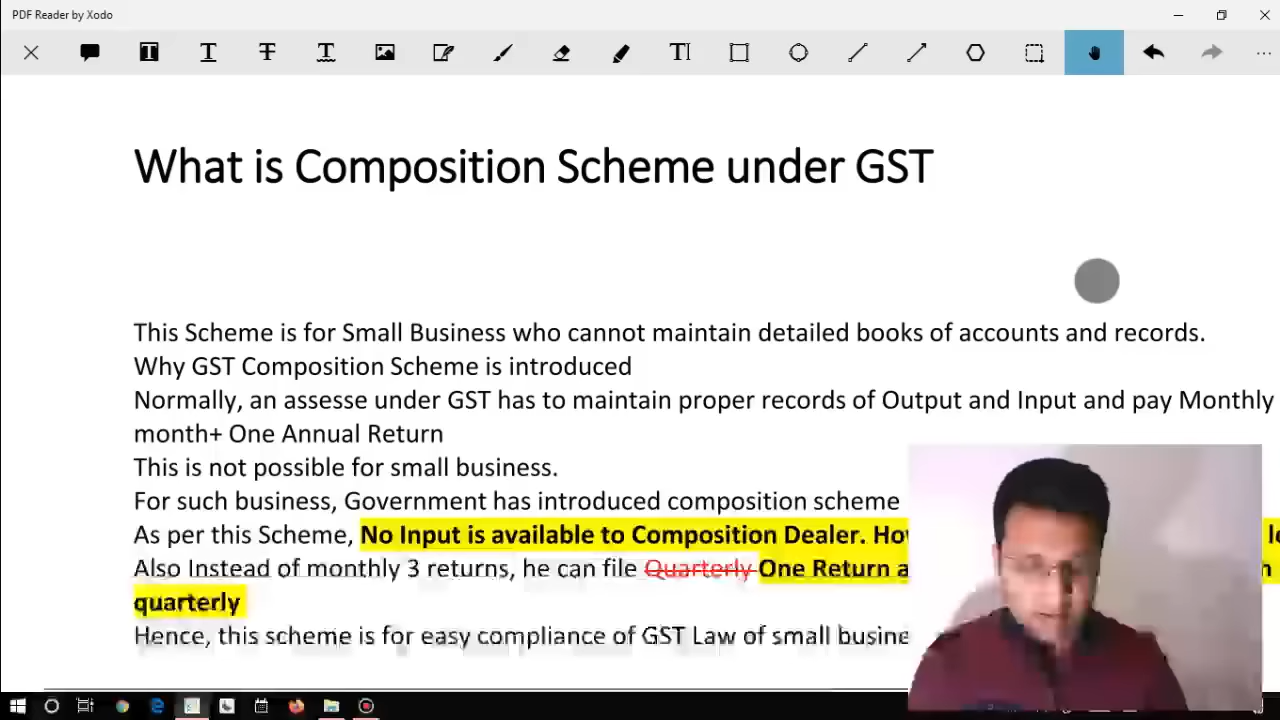 PDF Reader by Xodo
What is Composition Scheme under GST
This Scheme is for Small Business who cannot maintain detailed books of accounts and records.
Why GST Composition Scheme is introduced
Normally, an assesse under GST has to maintain proper records of Output and Input and pay Monthly
month+ One Annual Return
This is not possible for small business.
For such business, Government has introduced composition scheme
As per this Scheme, No Input is available to Composition Dealer.
Also Instead of monthly 3 returns, he can file Quarterly One Return
quarterly
Hence, this scheme is for easy compliance of GST Law of small